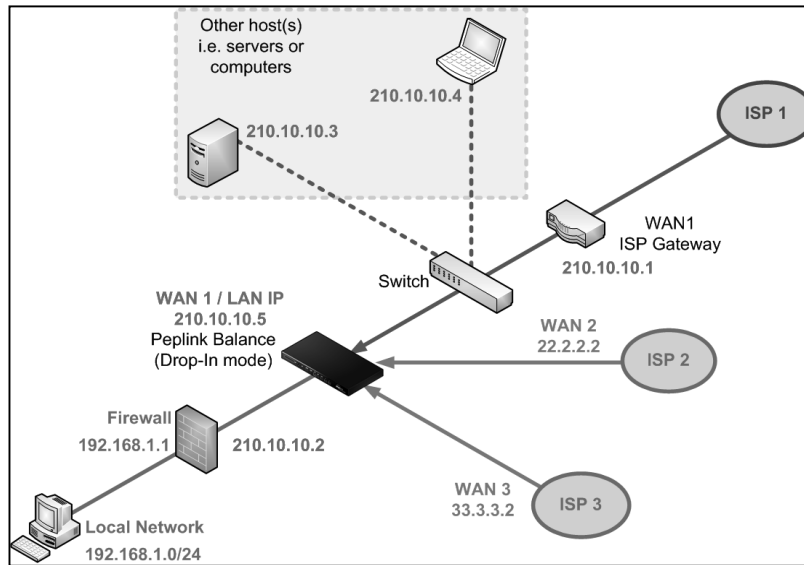 Other host(s)
i.e. servers or
computers
210.10.10.4
210.10.10.3
ISP 1
WAN1
ISP Gateway
210.10.10.1
Switch
WAN 1 / LAN IP
210.10.10.5
Peplink Balance
(Drop-In mode)
WAN 2
22.2.2.2
ISP 2
Firewall
192.168.1.1
210.10.10.2
WAN 3
33.3.3.2
ISP 3
Local Network
192.168.1.0/24